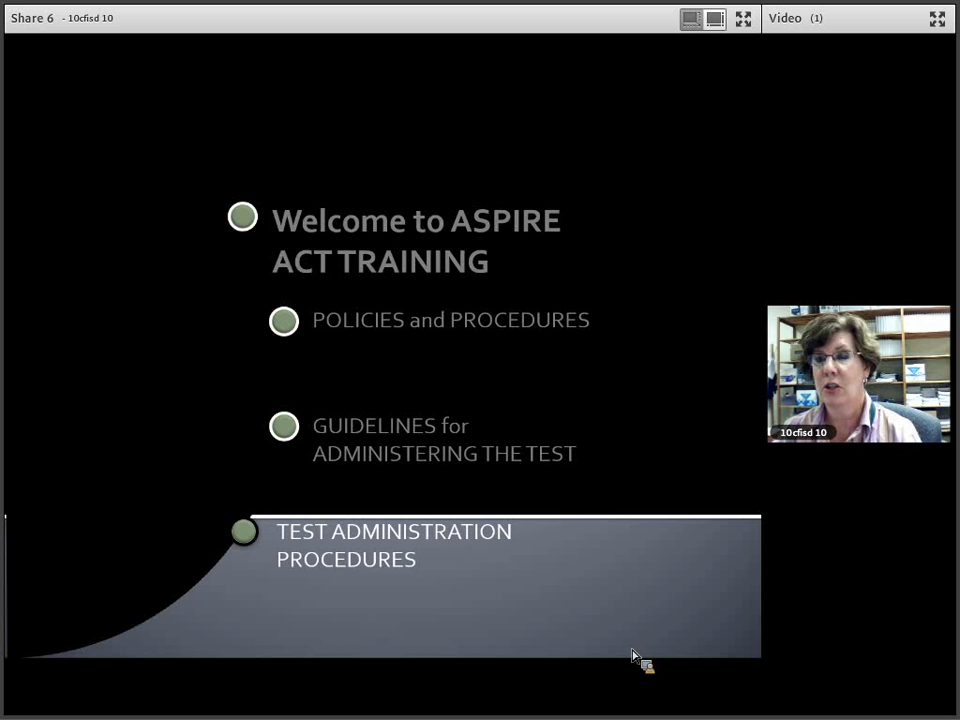 Share 6 - 10cfisd 10
Video (1)
Welcome to ASPIRE
ACT TRAINING
POLICIES and PROCEDURES
GUIDELINES for
ADMINISTERING THE TEST
10cfisd 10
TEST ADMINISTRATION
PROCEDURES